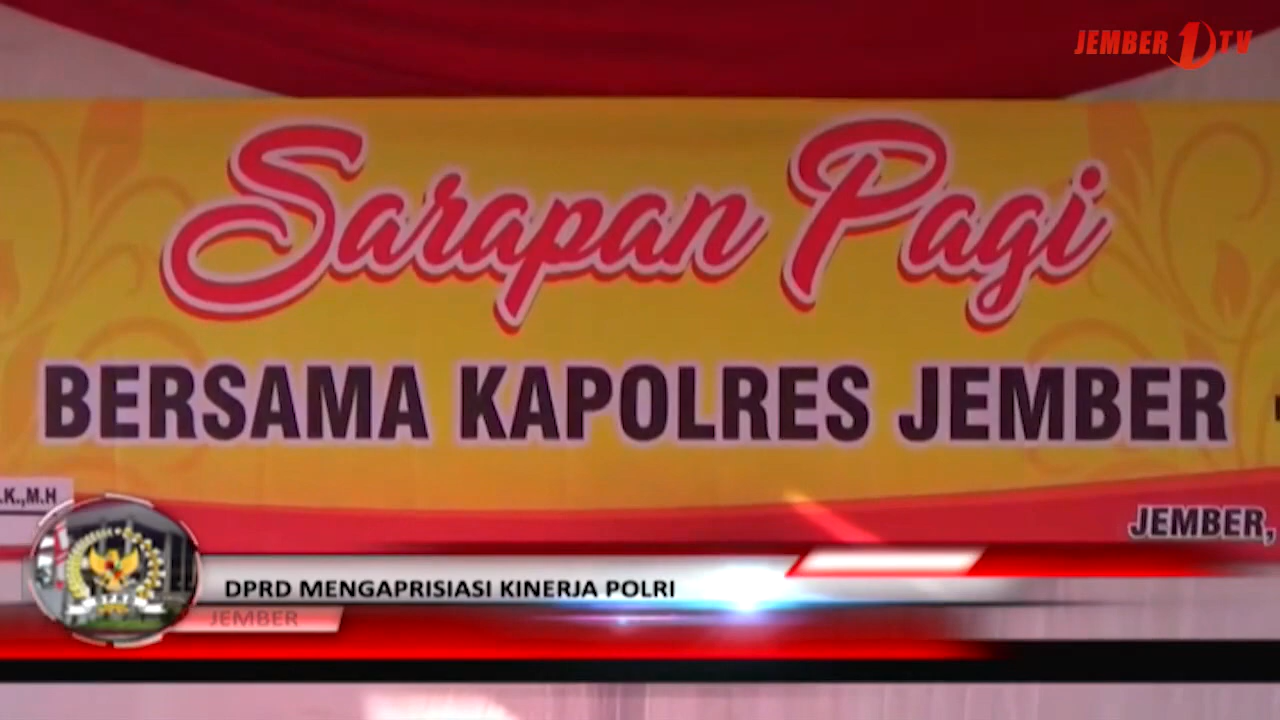 JEMBER 1 TV
Sarapan Pagi
BERSAMA KAPOLRES JEMBER
.K.,M.H
JEMBER,
DPRD MENGAPRISIASI KINERJA POLRI
JEMBER